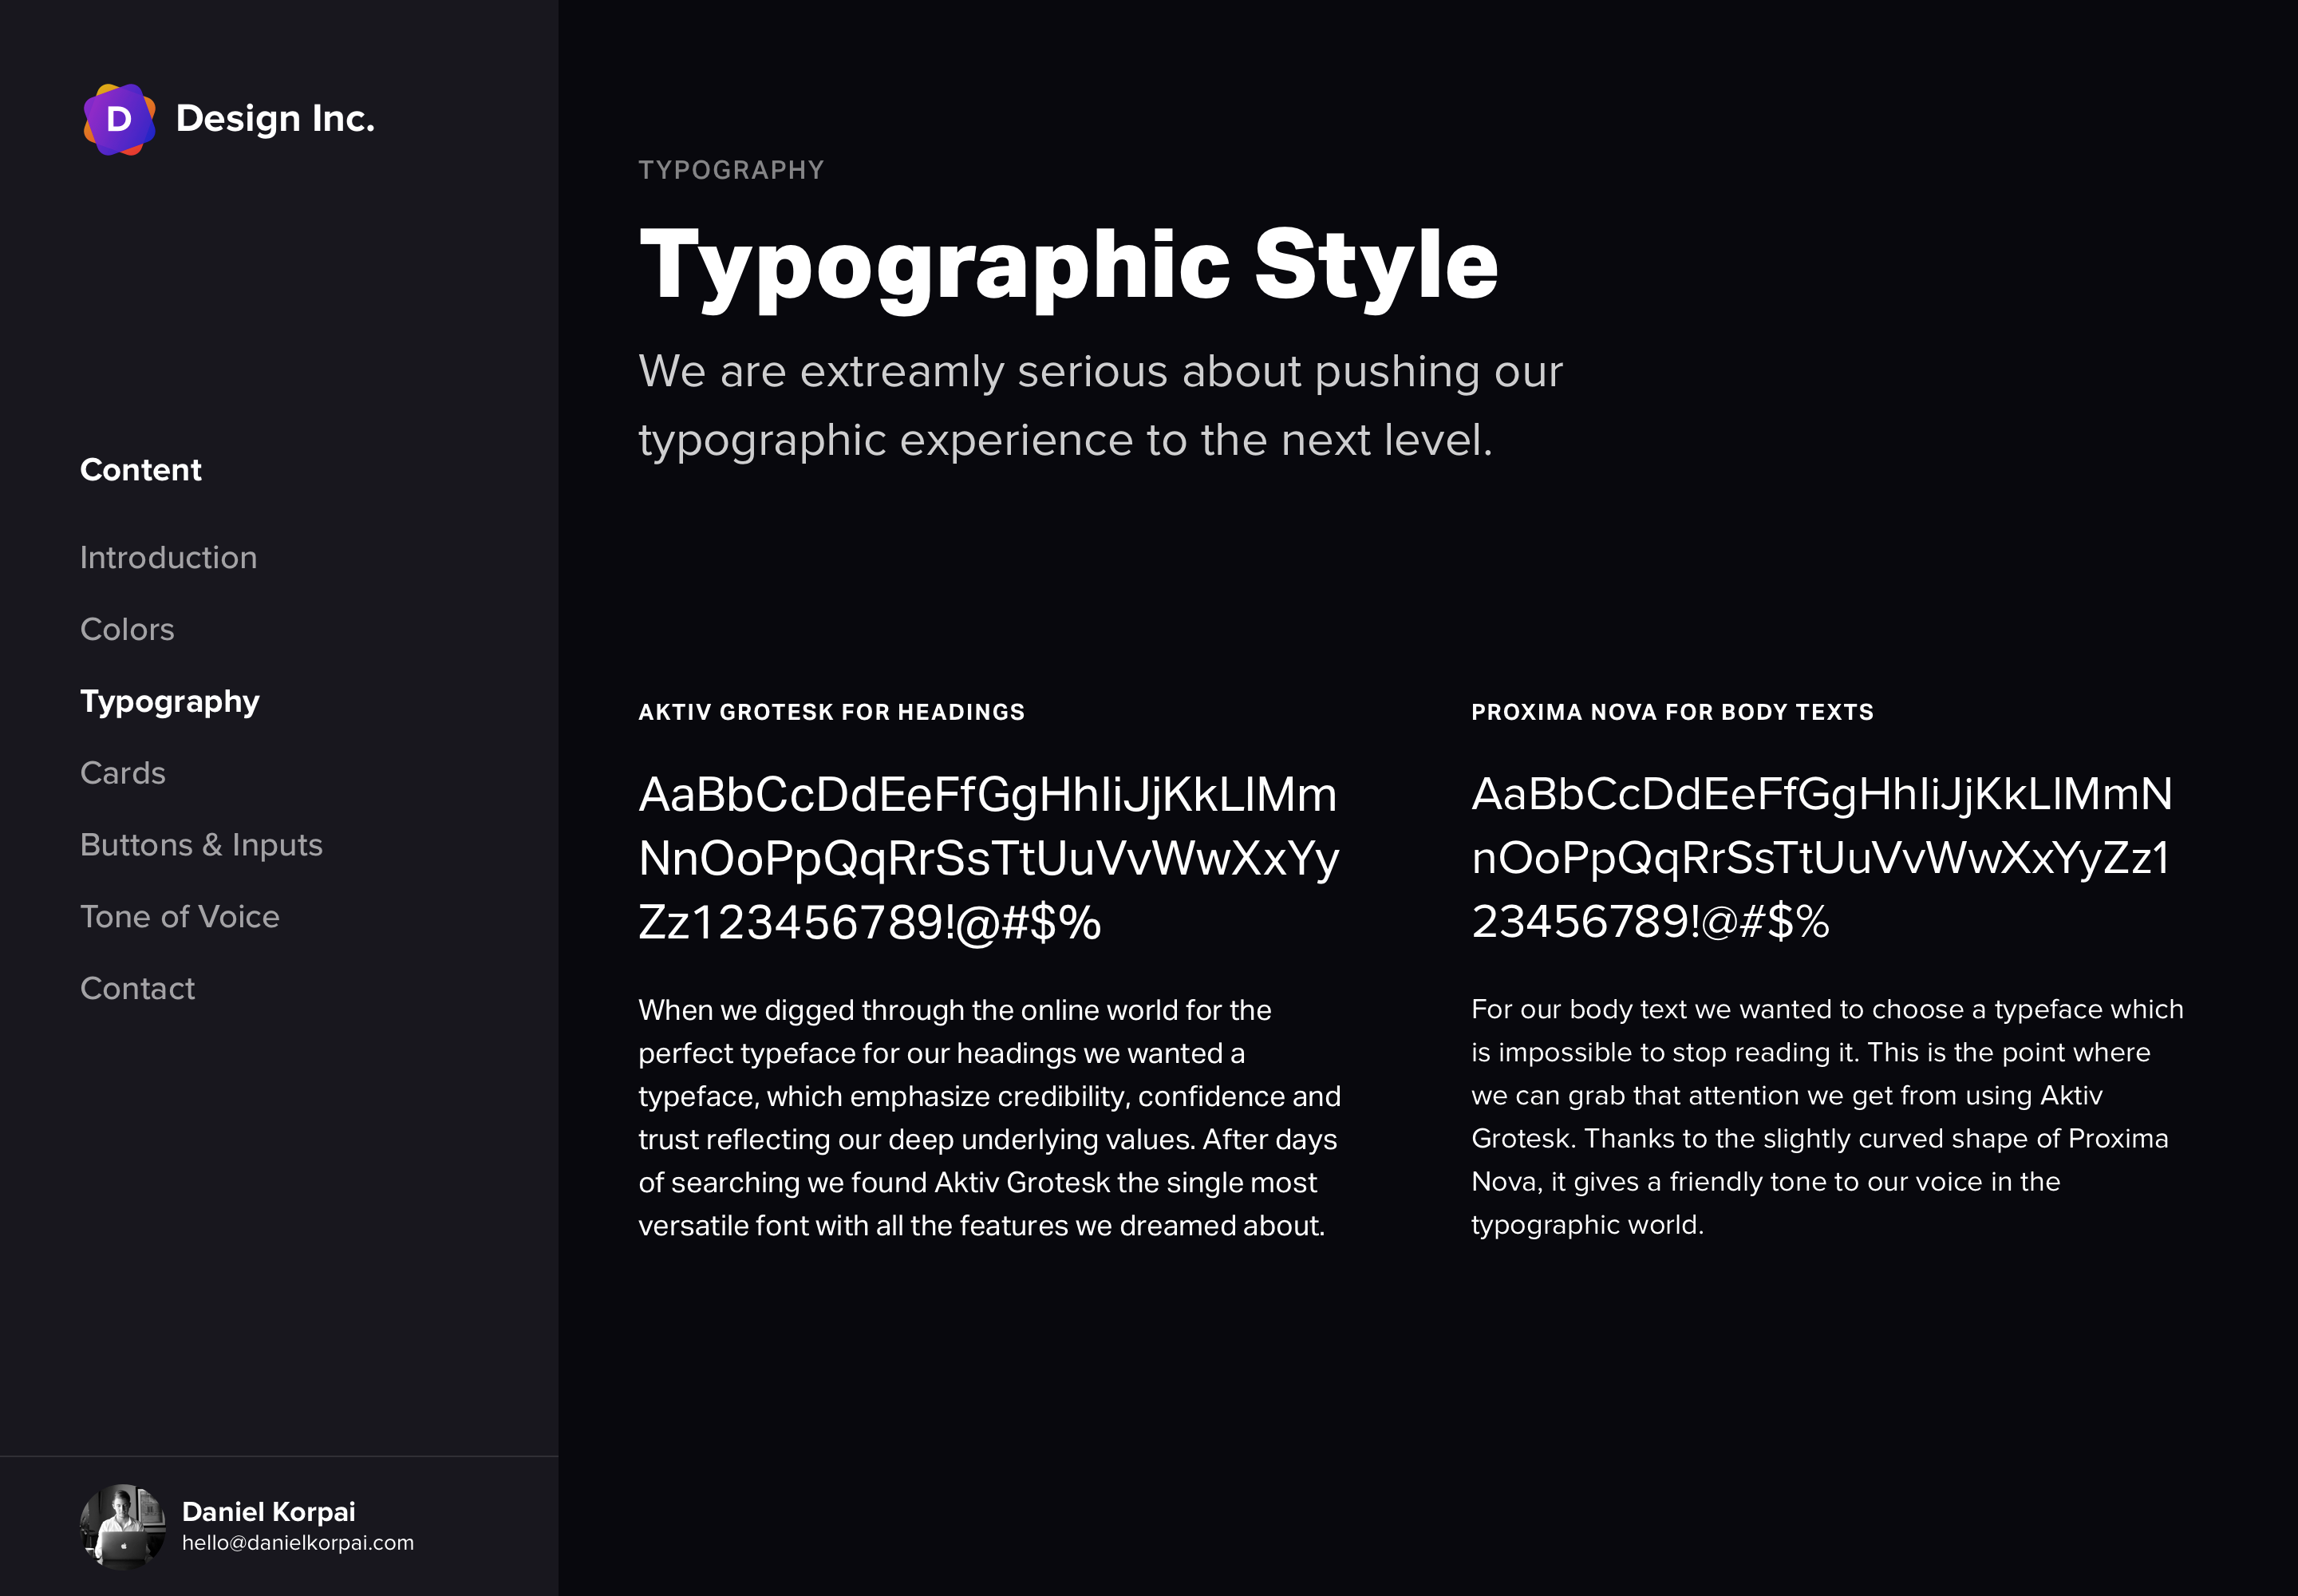 D
Design Inc.
Content
Introduction
Colors
Typography
Cards
Buttons & Inputs
Tone of Voice
Contact
Daniel Korpai
hello@danielkorpai.com
TYPOGRAPHY
Typographic Style
We are extreamly serious about pushing our
typographic experience to the next level.
AKTIV GROTESK FOR HEADINGS
AaBbCcDdEeFfGgHhIiJjKkLlMm
NnOoPpQqRrSsTtUuVvWwXxYy
Zz123456789!@#$%
When we digged through the online world for the
perfect typeface for our headings we wanted a
typeface, which emphasize credibility, confidence and
trust reflecting our deep underlying values. After days
of searching we found Aktiv Grotesk the single most
versatile font with all the features we dreamed about.
PROXIMA NOVA FOR BODY TEXTS
AaBbCcDdEeFfGgHhIiJjKkLlMmN
nOoPpQqRrSsTtUuVvWwXxYyZz1
23456789!@#$%
For our body text we wanted to choose a typeface which
is impossible to stop reading it. This is the point where
we can grab that attention we get from using Aktiv
Grotesk. Thanks to the slightly curved shape of Proxima
Nova, it gives a friendly tone to our voice in the
typographic world.